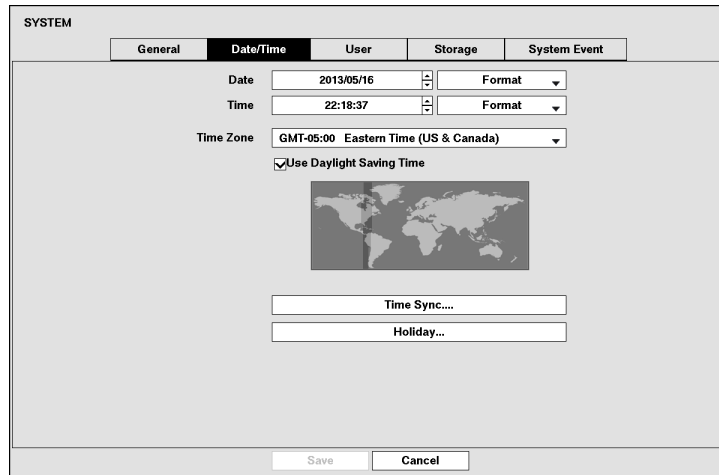 SYSTEM
General Date/Time User Storage System Event
Date 2013/05/16 Format
Time 22:18:37 Format
Time Zone GMT-05:00 Eastern Time (US & Canada)
Use Daylight Saving Time
Time Sync....
Holiday...
Save Cancel